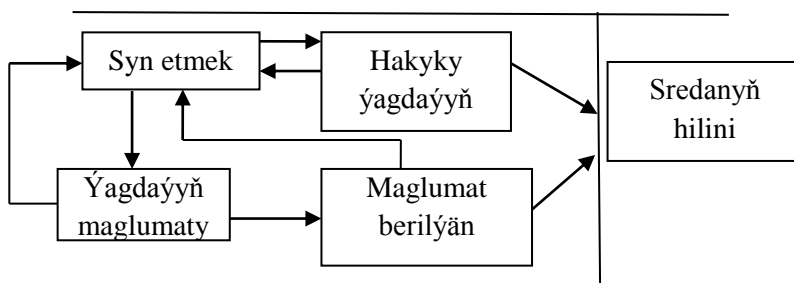 Syn etmek
Hakyky
ýagdaýyň
Sredanyň
hilini
Ýagdaýyň
maglumaty
Maglumat
berilýän